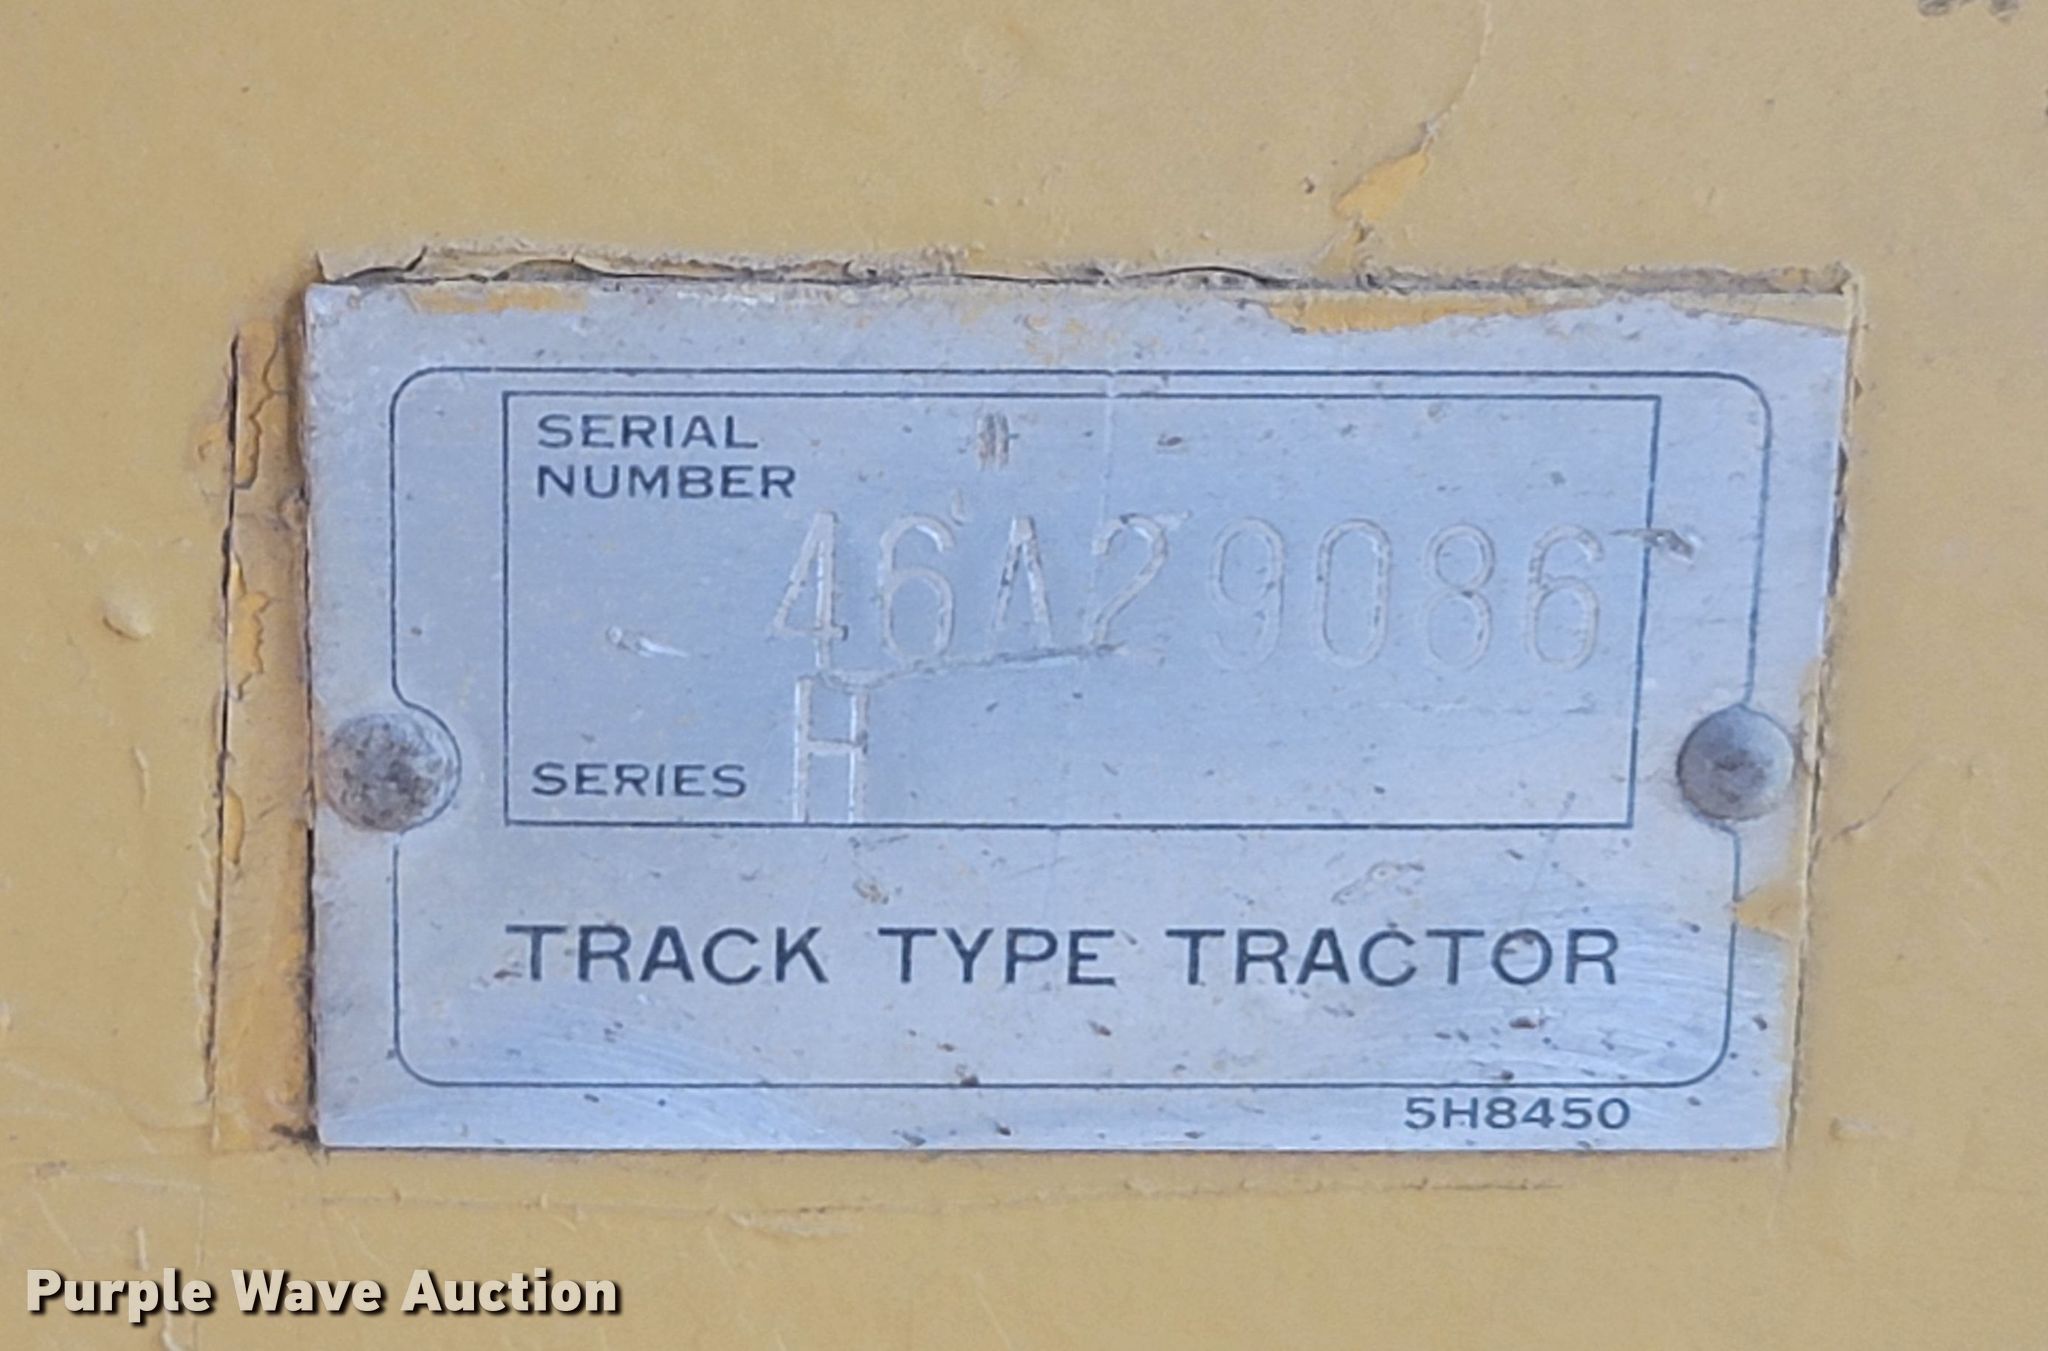 SERIAL
NUMBER
46A29086
SERIES H
TRACK TYPE TRACTOR
5H8450
Purple Wave Auction